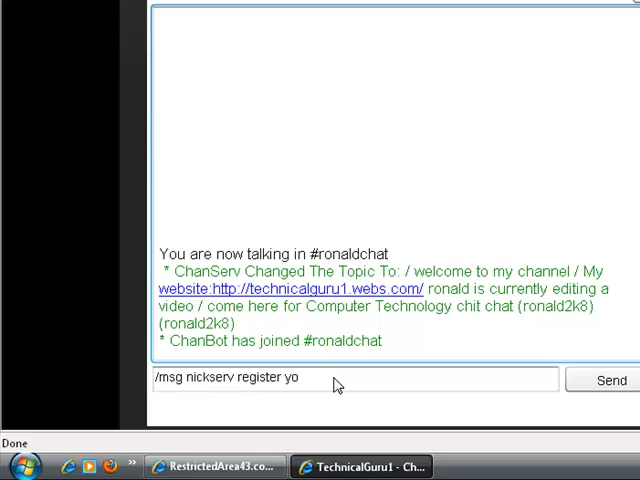 You are now talking in #ronaldchat
* ChanServ Changed The Topic To: / welcome to my channel / My
website:http://technicalguru1.webs.com/ ronald is currently editing a
video / come here for Computer Technology chit chat (ronald2k8)
(ronald2k8)
* ChanBot has joined #ronaldchat
/msg nickserv register yo
Send
Done
RestrictedArea43.co...
TechnicalGuru1 - Ch...